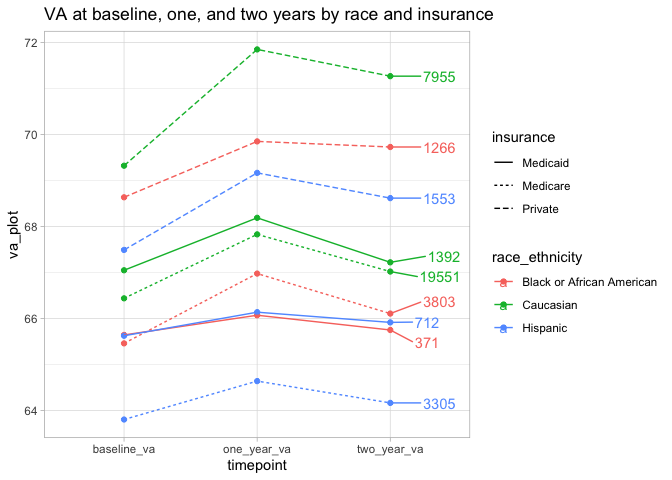 VA at baseline, one, and two years by race and insurance
72
70
68
66
64
va_plot
7955
1266
1553
1392
19551
3803
712
371
3305
baseline_va
one_year_va
two_year_va
timepoint
insurance
Medicaid
Medicare
Private
race_ethnicity
a Black or African American
a Caucasian
a Hispanic